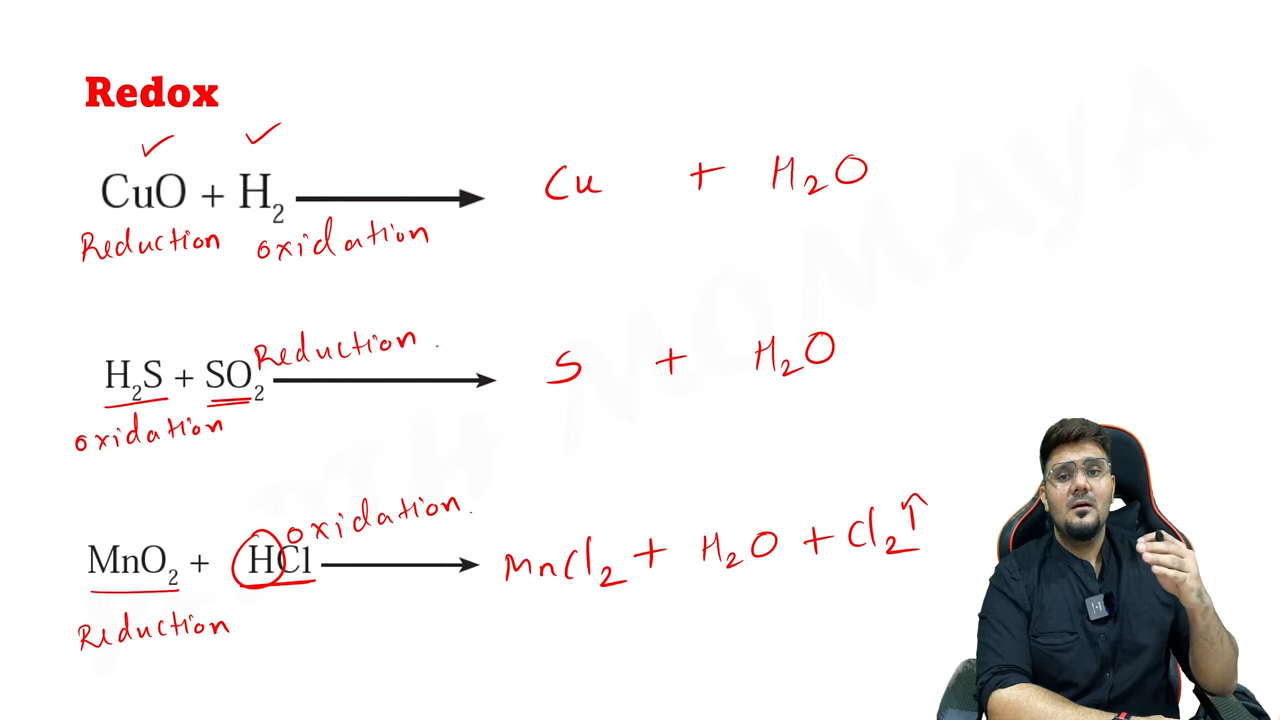 Redox
CuO + H₂ ⟶ Cu + H₂O
Reduction oxidation
H₂S + SO₂ ⟶ S + H₂O
Reduction.
oxidation
MnO₂ + HCl ⟶ MnCl₂ + H₂O + Cl₂↑
oxidation.
Reduction
MOMAYA